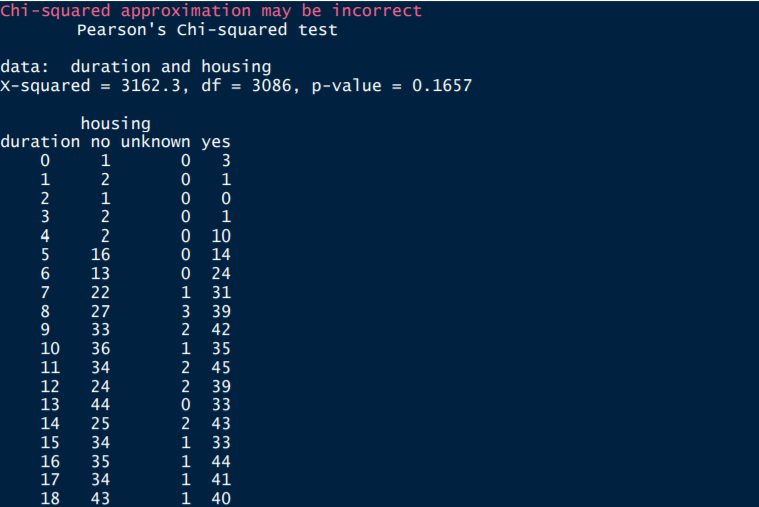 Chi-squared approximation may be incorrect
Pearson's Chi-squared test
data: duration and housing
X-squared = 3162.3, df = 3086, p-value = 0.1657
housing
duration no unknown yes
0 1 0 3
1 2 0 1
2 1 0 0
3 2 0 1
4 2 0 10
5 16 0 14
6 13 0 24
7 22 1 31
8 27 3 39
9 33 2 42
10 36 1 35
11 34 2 45
12 24 2 39
13 44 0 33
14 25 2 43
15 34 1 33
16 35 1 44
17 34 1 41
18 43 1 40